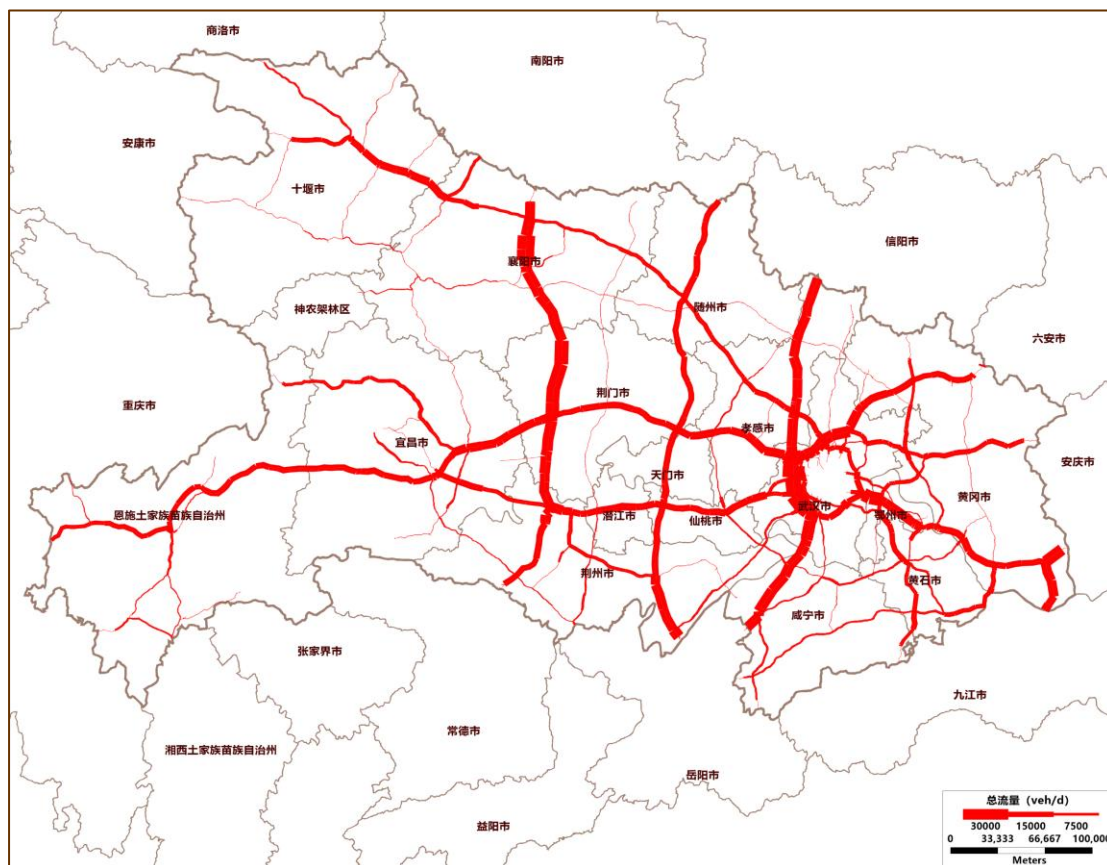 商洛市
南阳市
安康市
十堰市
信阳市
襄阳市
神农架林区
随州市
六安市
重庆市
荆门市
宜昌市
孝感市
安庆市
天门市
黄冈市
恩施土家族苗族自治州
潜江市
仙桃市
武汉市
鄂州市
荆州市
黄石市
咸宁市
张家界市
九江市
常德市
湘西土家族苗族自治州
岳阳市
益阳市
总流量（veh/d）
30000 15000 7500
0 33,333 66,667 100,000
Meters